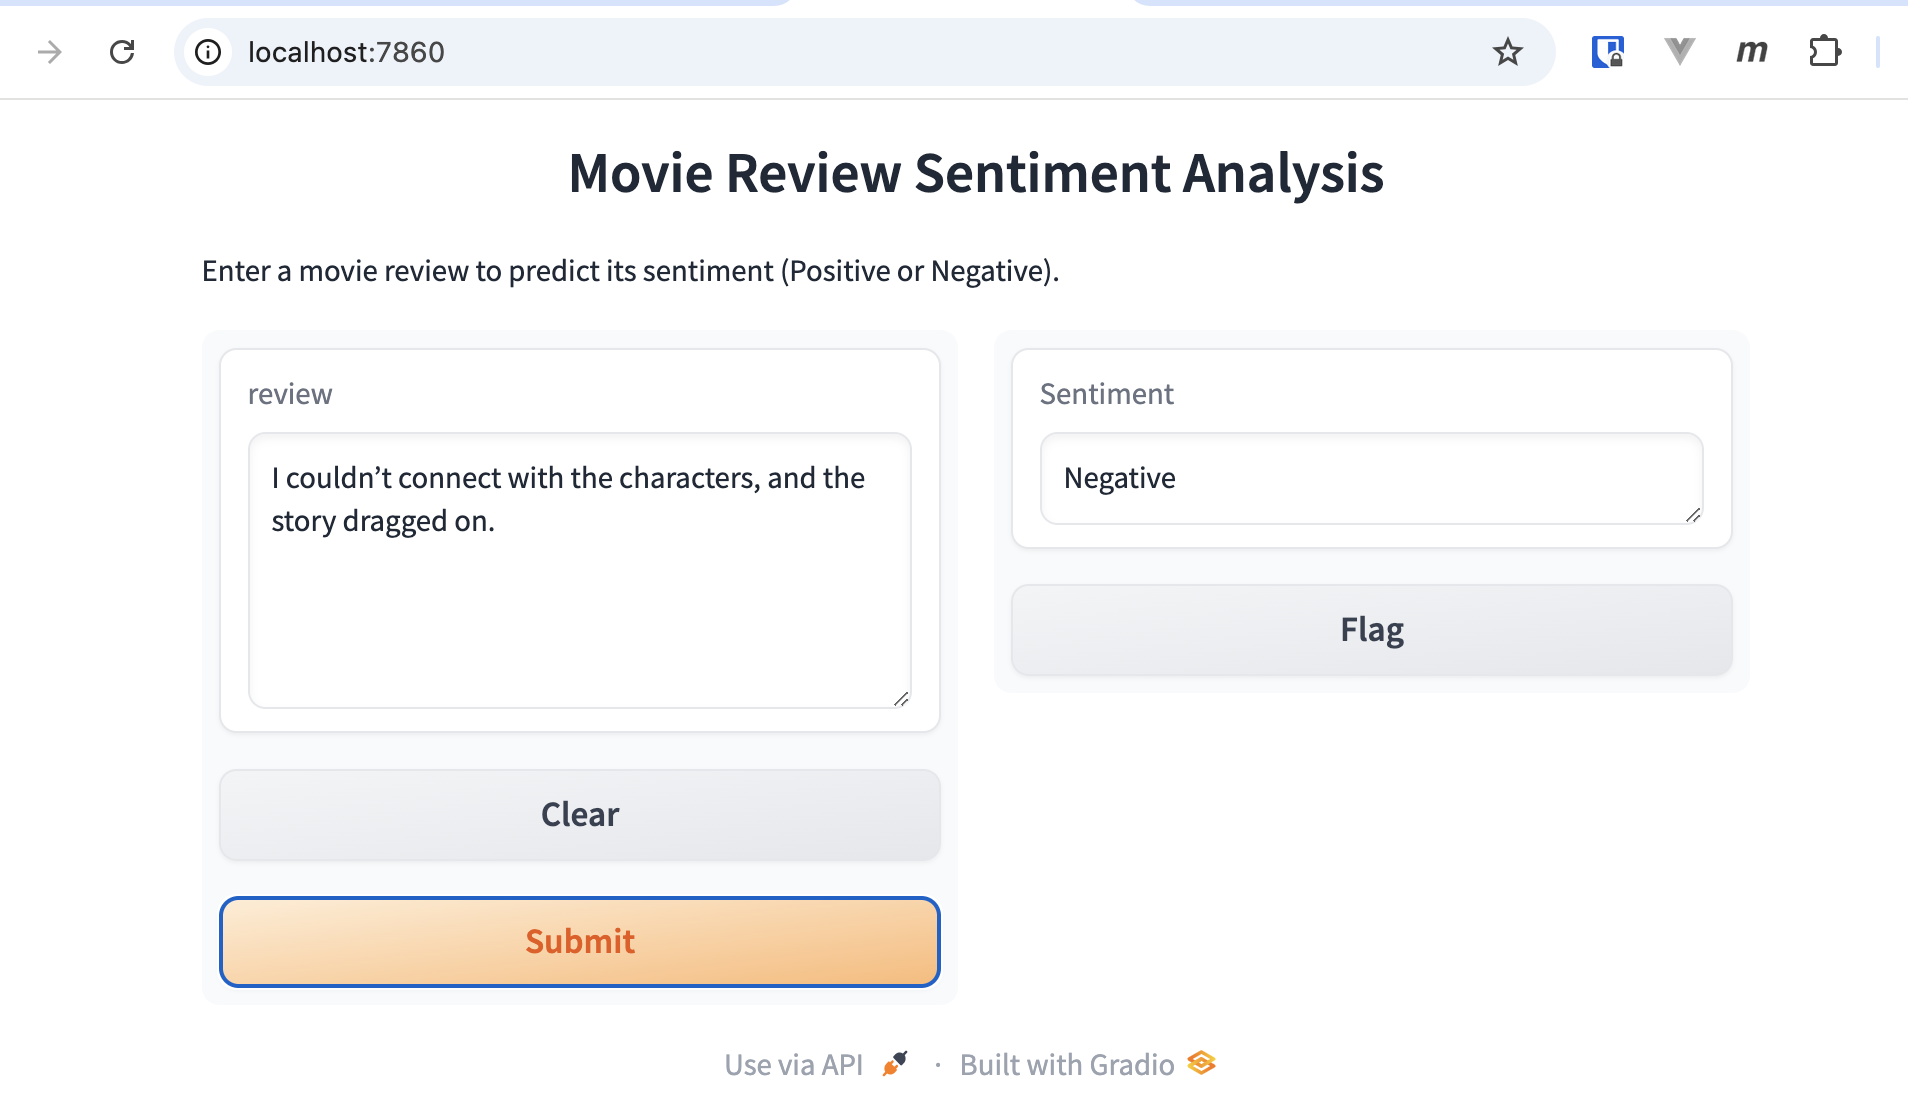 localhost:7860
m
Movie Review Sentiment Analysis
Enter a movie review to predict its sentiment (Positive or Negative).
review
I couldn’t connect with the characters, and the
story dragged on.
Clear
Submit
Sentiment
Negative
Flag
Use via API · Built with Gradio